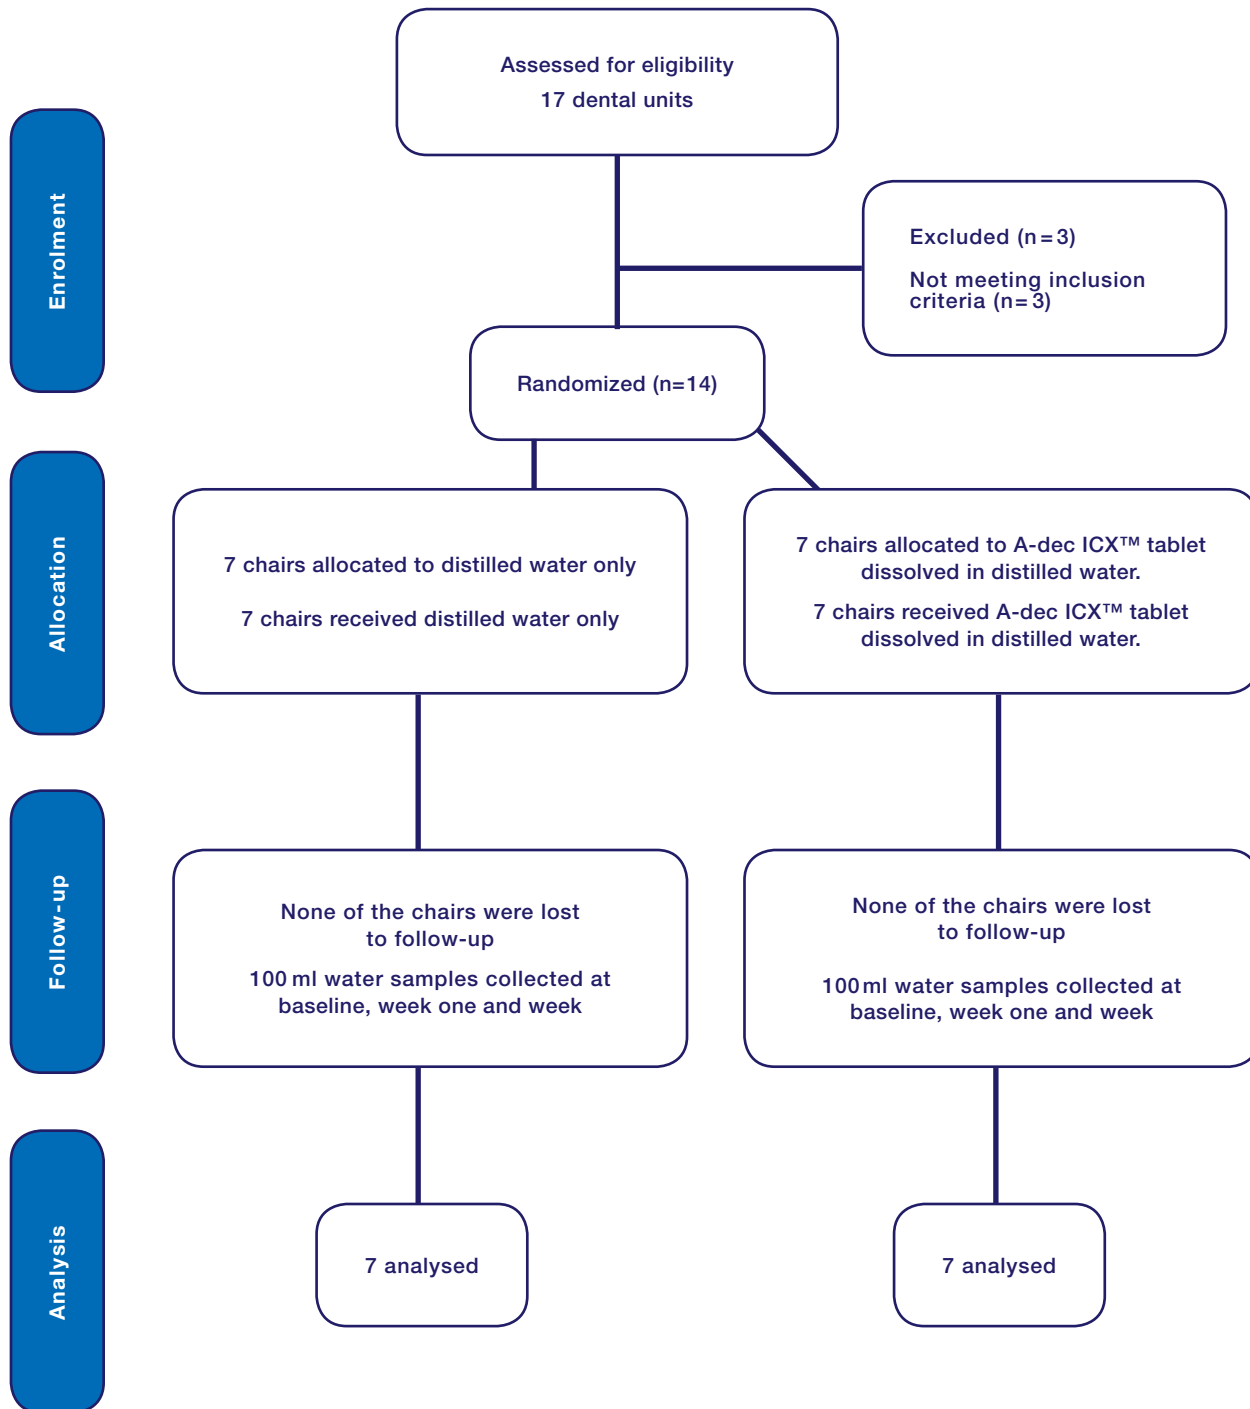 Assessed for eligibility
17 dental units
Enrolment
Excluded (n=3)
Not meeting inclusion
criteria (n=3)
Randomized (n=14)
Allocation
7 chairs allocated to distilled water only
7 chairs received distilled water only
7 chairs allocated to A-dec ICX™ tablet
dissolved in distilled water.
7 chairs received A-dec ICX™ tablet
dissolved in distilled water.
Follow-up
None of the chairs were lost
to follow-up
100 ml water samples collected at
baseline, week one and week
None of the chairs were lost
to follow-up
100 ml water samples collected at
baseline, week one and week
Analysis
7 analysed
7 analysed